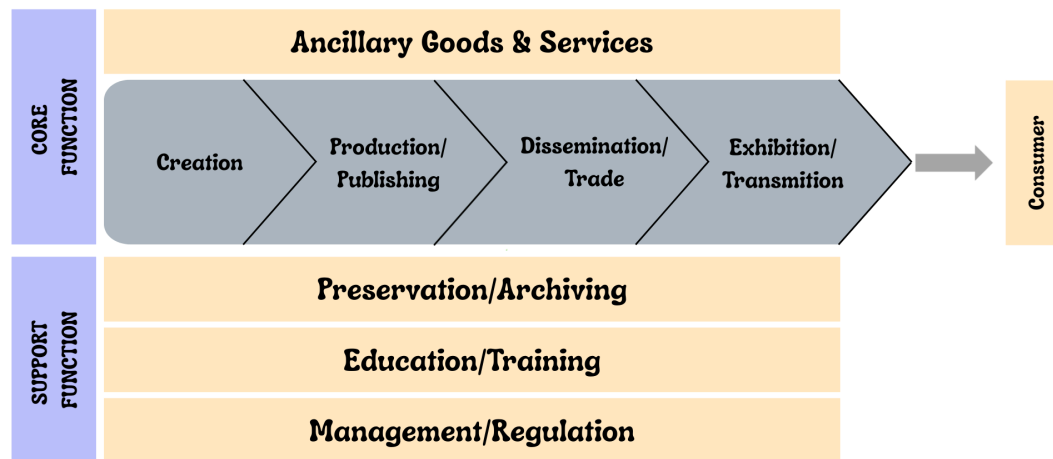 CORE
FUNCTION
Ancillary Goods & Services
Creation
Production/
Publishing
Dissemination/
Trade
Exhibition/
Transmition
Consumer
SUPPORT
FUNCTION
Preservation/Archiving
Education/Training
Management/Regulation